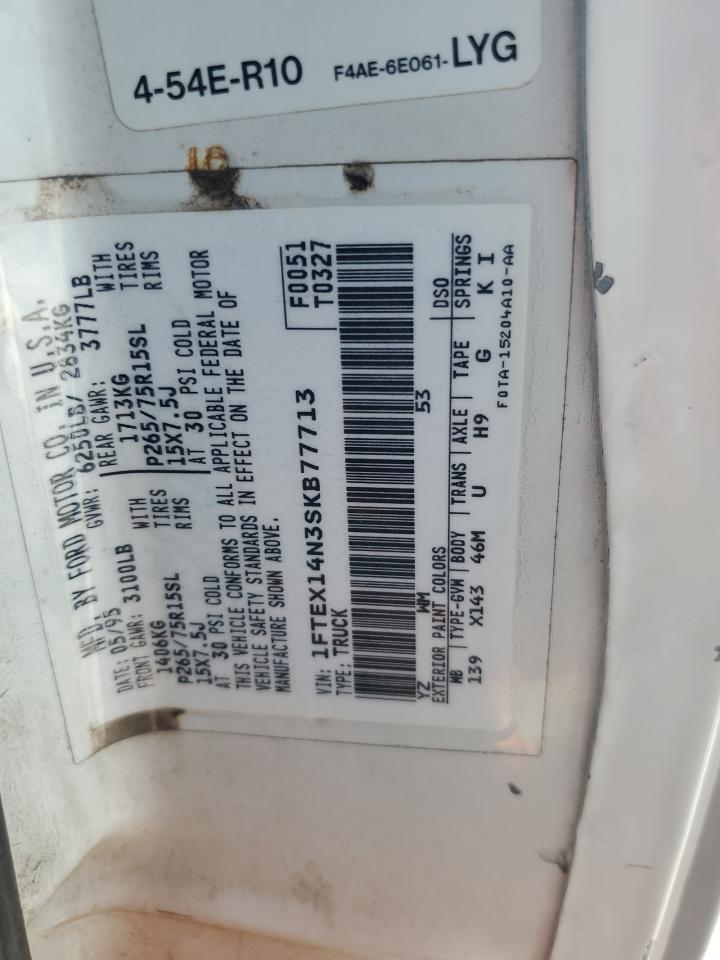 4-54E-R10 F4AE-6E061-LYG
MFD. BY FORD MOTOR CO. IN U.S.A.
DATE: 05/95 GVWR: 6250LB/ 2834KG
FRONT GAWR: 3100LB REAR GAWR: 3777LB
1406KG WITH 1713KG WITH
P265/75R15SL TIRES P265/75R15SL TIRES
15X7.5J RIMS 15X7.5J RIMS
AT 30 PSI COLD AT 30 PSI COLD
THIS VEHICLE CONFORMS TO ALL APPLICABLE FEDERAL MOTOR
VEHICLE SAFETY STANDARDS IN EFFECT ON THE DATE OF
MANUFACTURE SHOWN ABOVE.
VIN: 1FTEX14N3SKB77713 F0051
TYPE: TRUCK T0327
YZ WM 53
EXTERIOR PAINT COLORS DSO
WB TYPE-GVM BODY TRANS AXLE TAPE SPRINGS
139 X143 46M U H9 G K I
F0TA-15204A10-AA